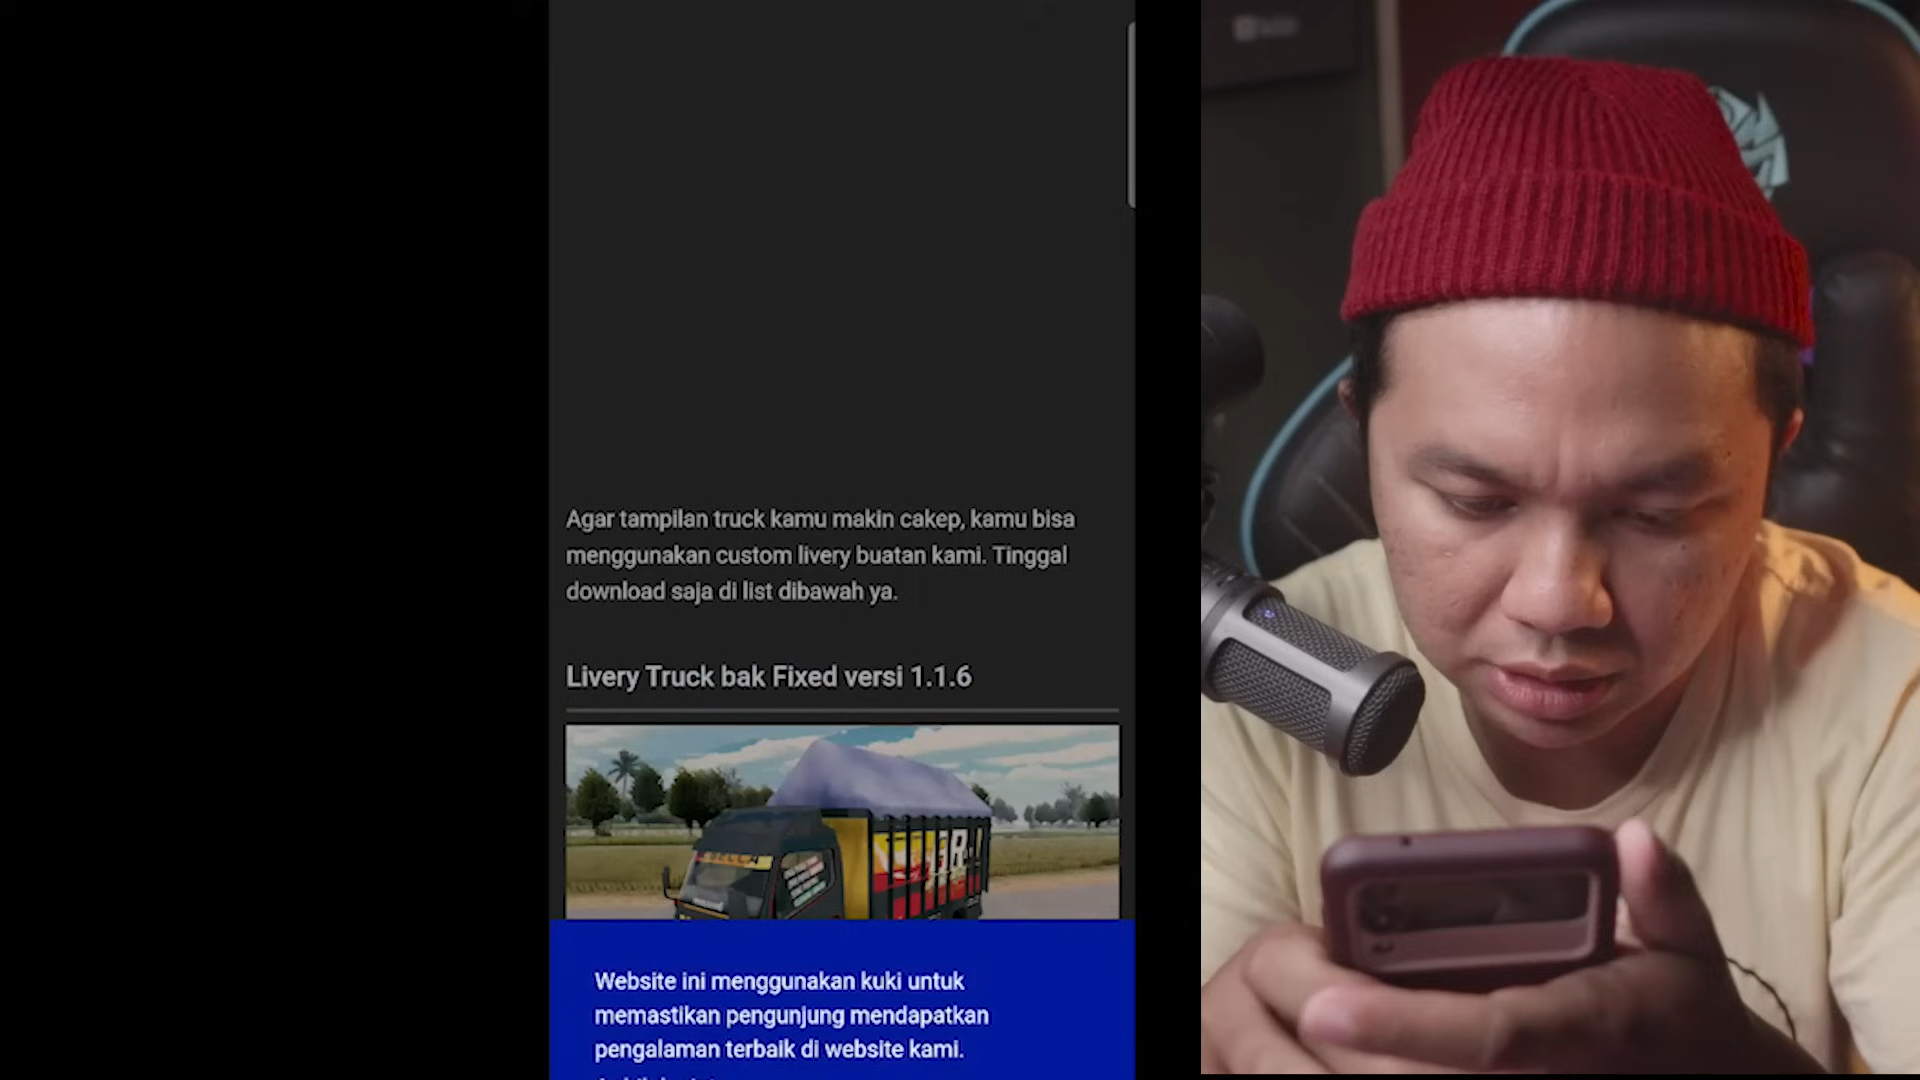 Agar tampilan truck kamu makin cakep, kamu bisa
menggunakan custom livery buatan kami. Tinggal
download saja di list dibawah ya.
Livery Truck bak Fixed versi 1.1.6
Website ini menggunakan kuki untuk
memastikan pengunjung mendapatkan
pengalaman terbaik di website kami.